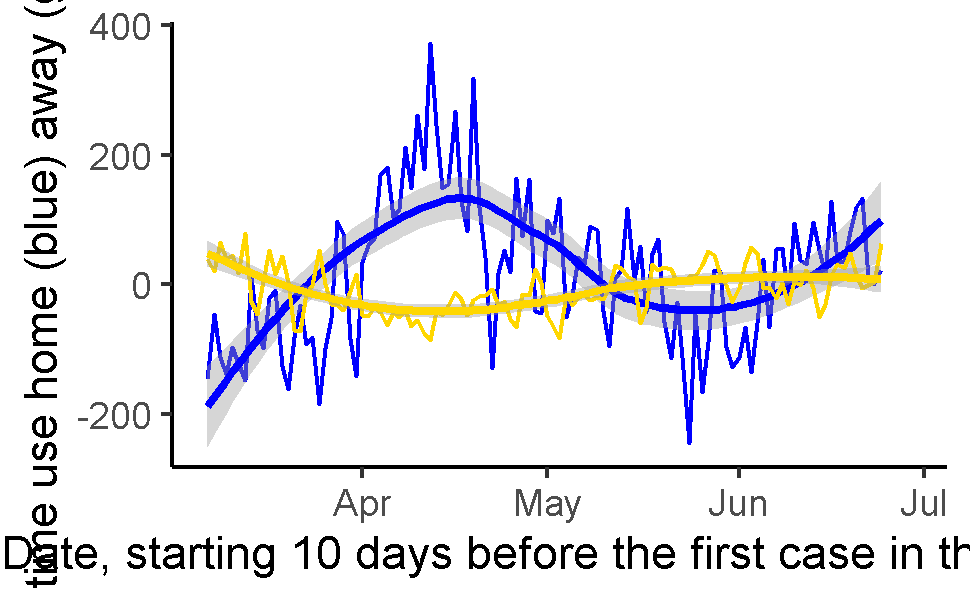 time use home (blue) away (
400
200
0
-200
Apr May Jun Jul
Date, starting 10 days before the first case in th